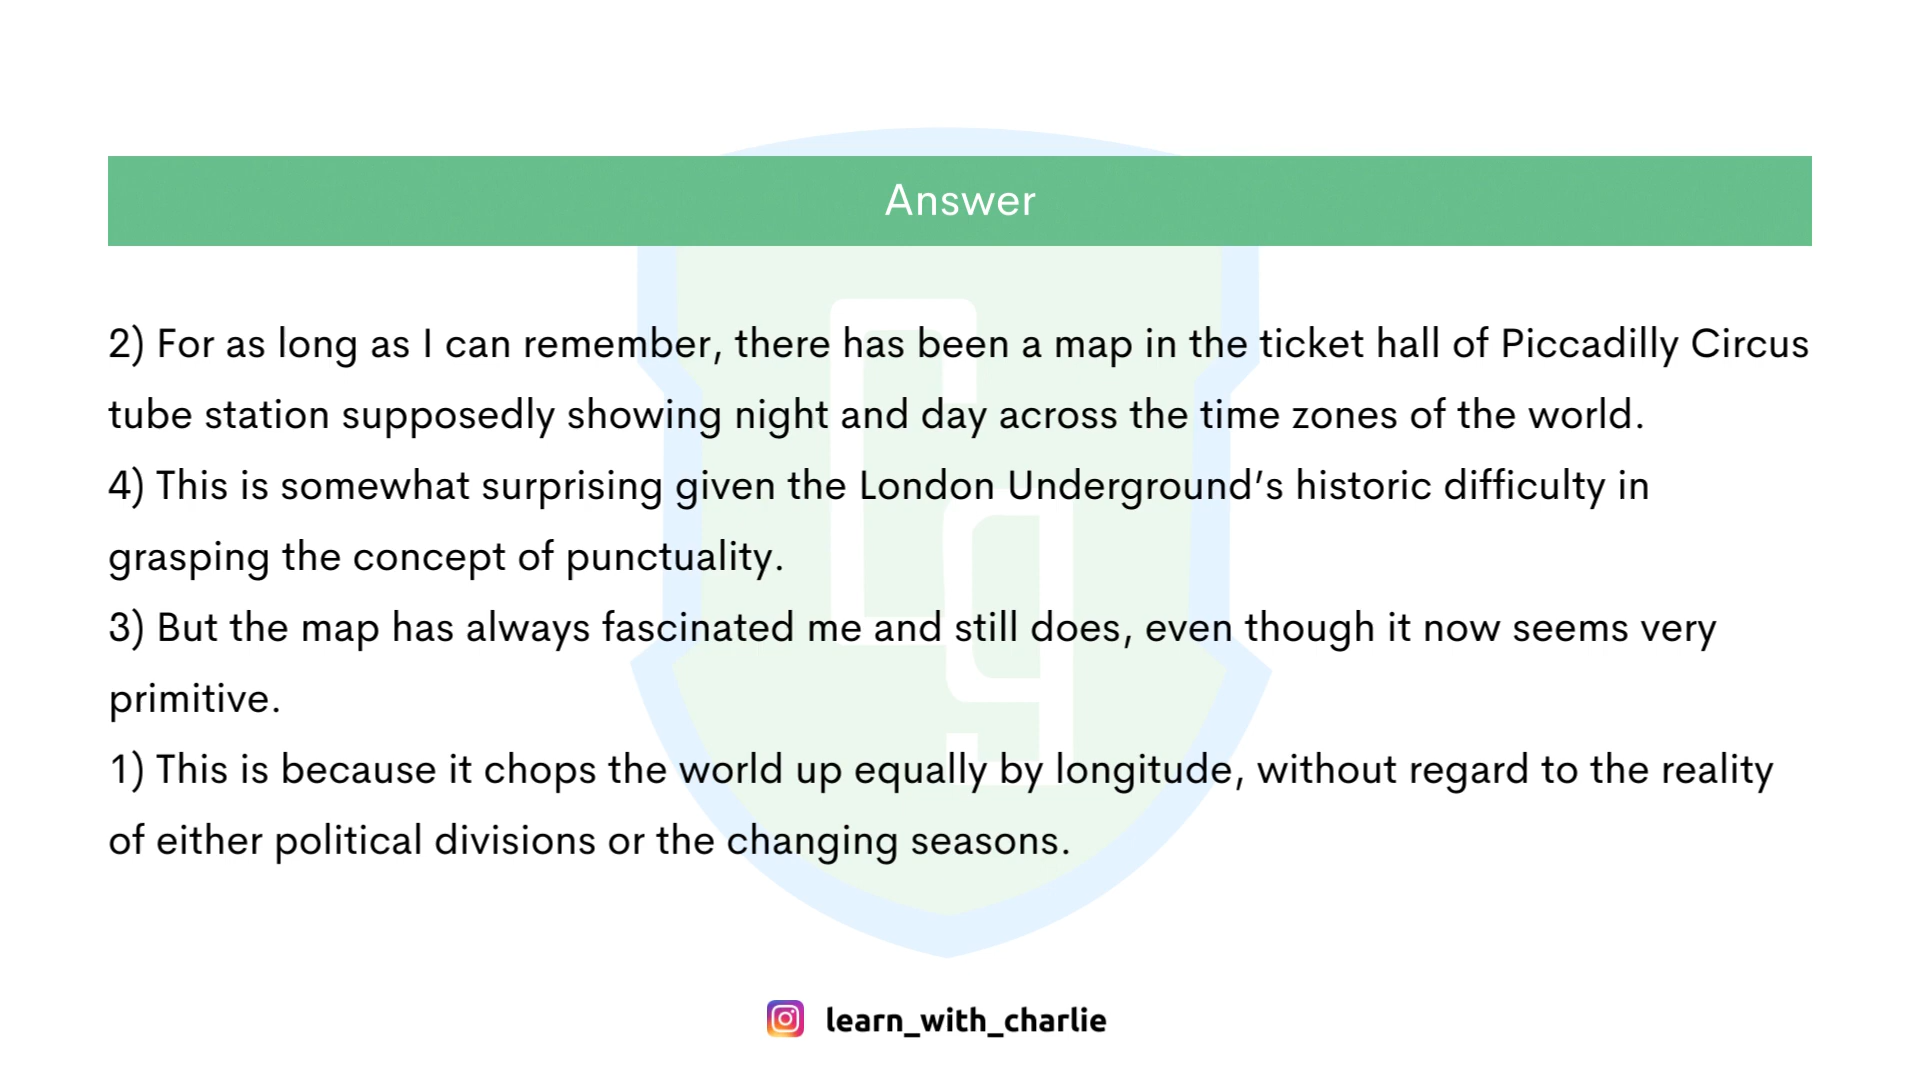 Answer
2) For as long as I can remember, there has been a map in the ticket hall of Piccadilly Circus
tube station supposedly showing night and day across the time zones of the world.
4) This is somewhat surprising given the London Underground’s historic difficulty in
grasping the concept of punctuality.
3) But the map has always fascinated me and still does, even though it now seems very
primitive.
1) This is because it chops the world up equally by longitude, without regard to the reality
of either political divisions or the changing seasons.
learn_with_charlie